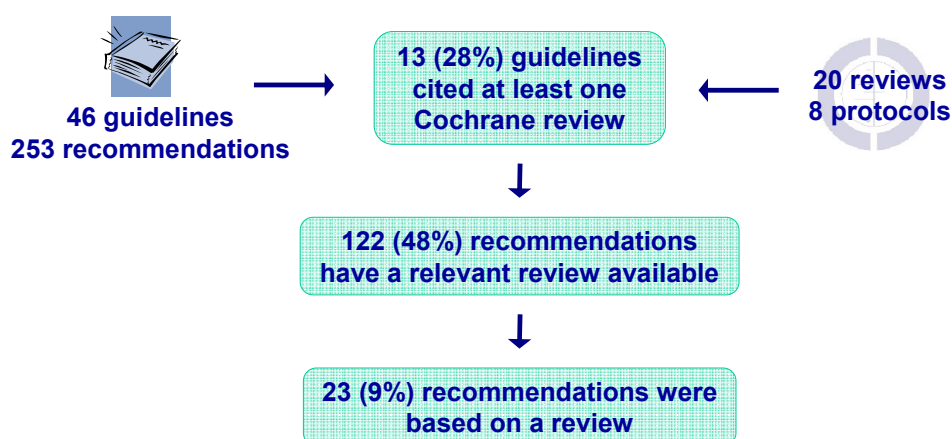 46 guidelines
253 recommendations
13 (28%) guidelines
cited at least one
Cochrane review
20 reviews
8 protocols
122 (48%) recommendations
have a relevant review available
23 (9%) recommendations were
based on a review